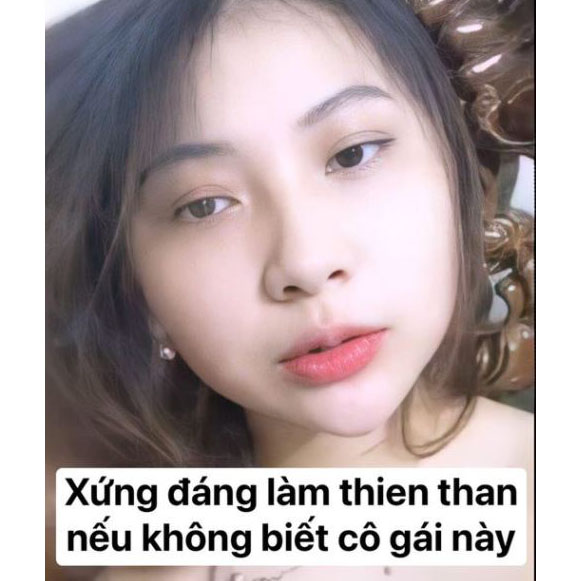 Xứng đáng làm thien than
nếu không biết cô gái này